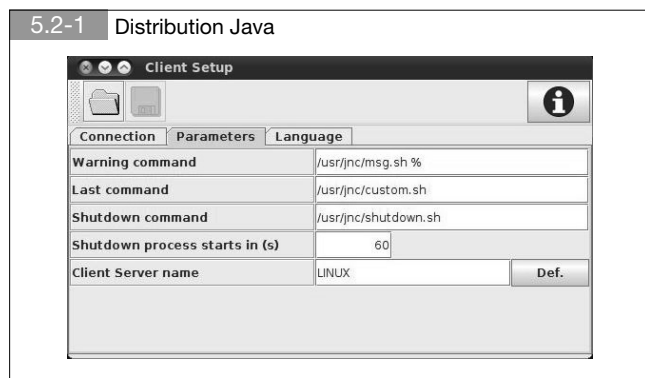 5.2-1 Distribution Java
Client Setup
Connection Parameters Language
Warning command /usr/jnc/msg.sh %
Last command /usr/jnc/custom.sh
Shutdown command /usr/jnc/shutdown.sh
Shutdown process starts in (s) 60
Client Server name LINUX Def.